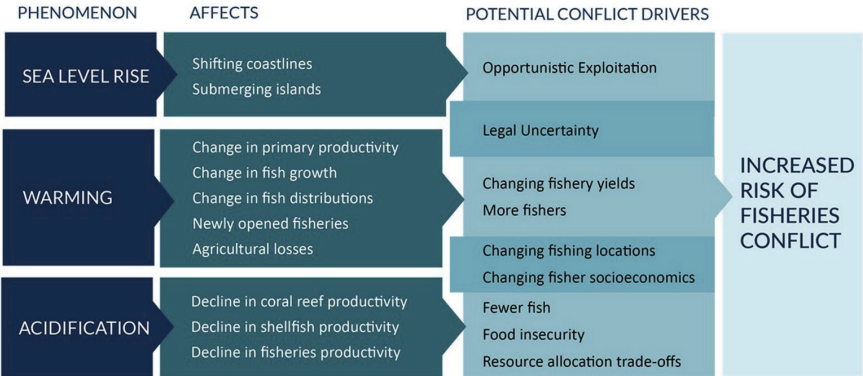 PHENOMENON
AFFECTS
POTENTIAL CONFLICT DRIVERS
SEA LEVEL RISE
Shifting coastlines
Submerging islands
Opportunistic Exploitation
Legal Uncertainty
WARMING
Change in primary productivity
Change in fish growth
Change in fish distributions
Newly opened fisheries
Agricultural losses
Changing fishery yields
More fishers
Changing fishing locations
Changing fisher socioeconomics
ACIDIFICATION
Decline in coral reef productivity
Decline in shellfish productivity
Decline in fisheries productivity
Fewer fish
Food insecurity
Resource allocation trade-offs
INCREASED
RISK OF
FISHERIES
CONFLICT